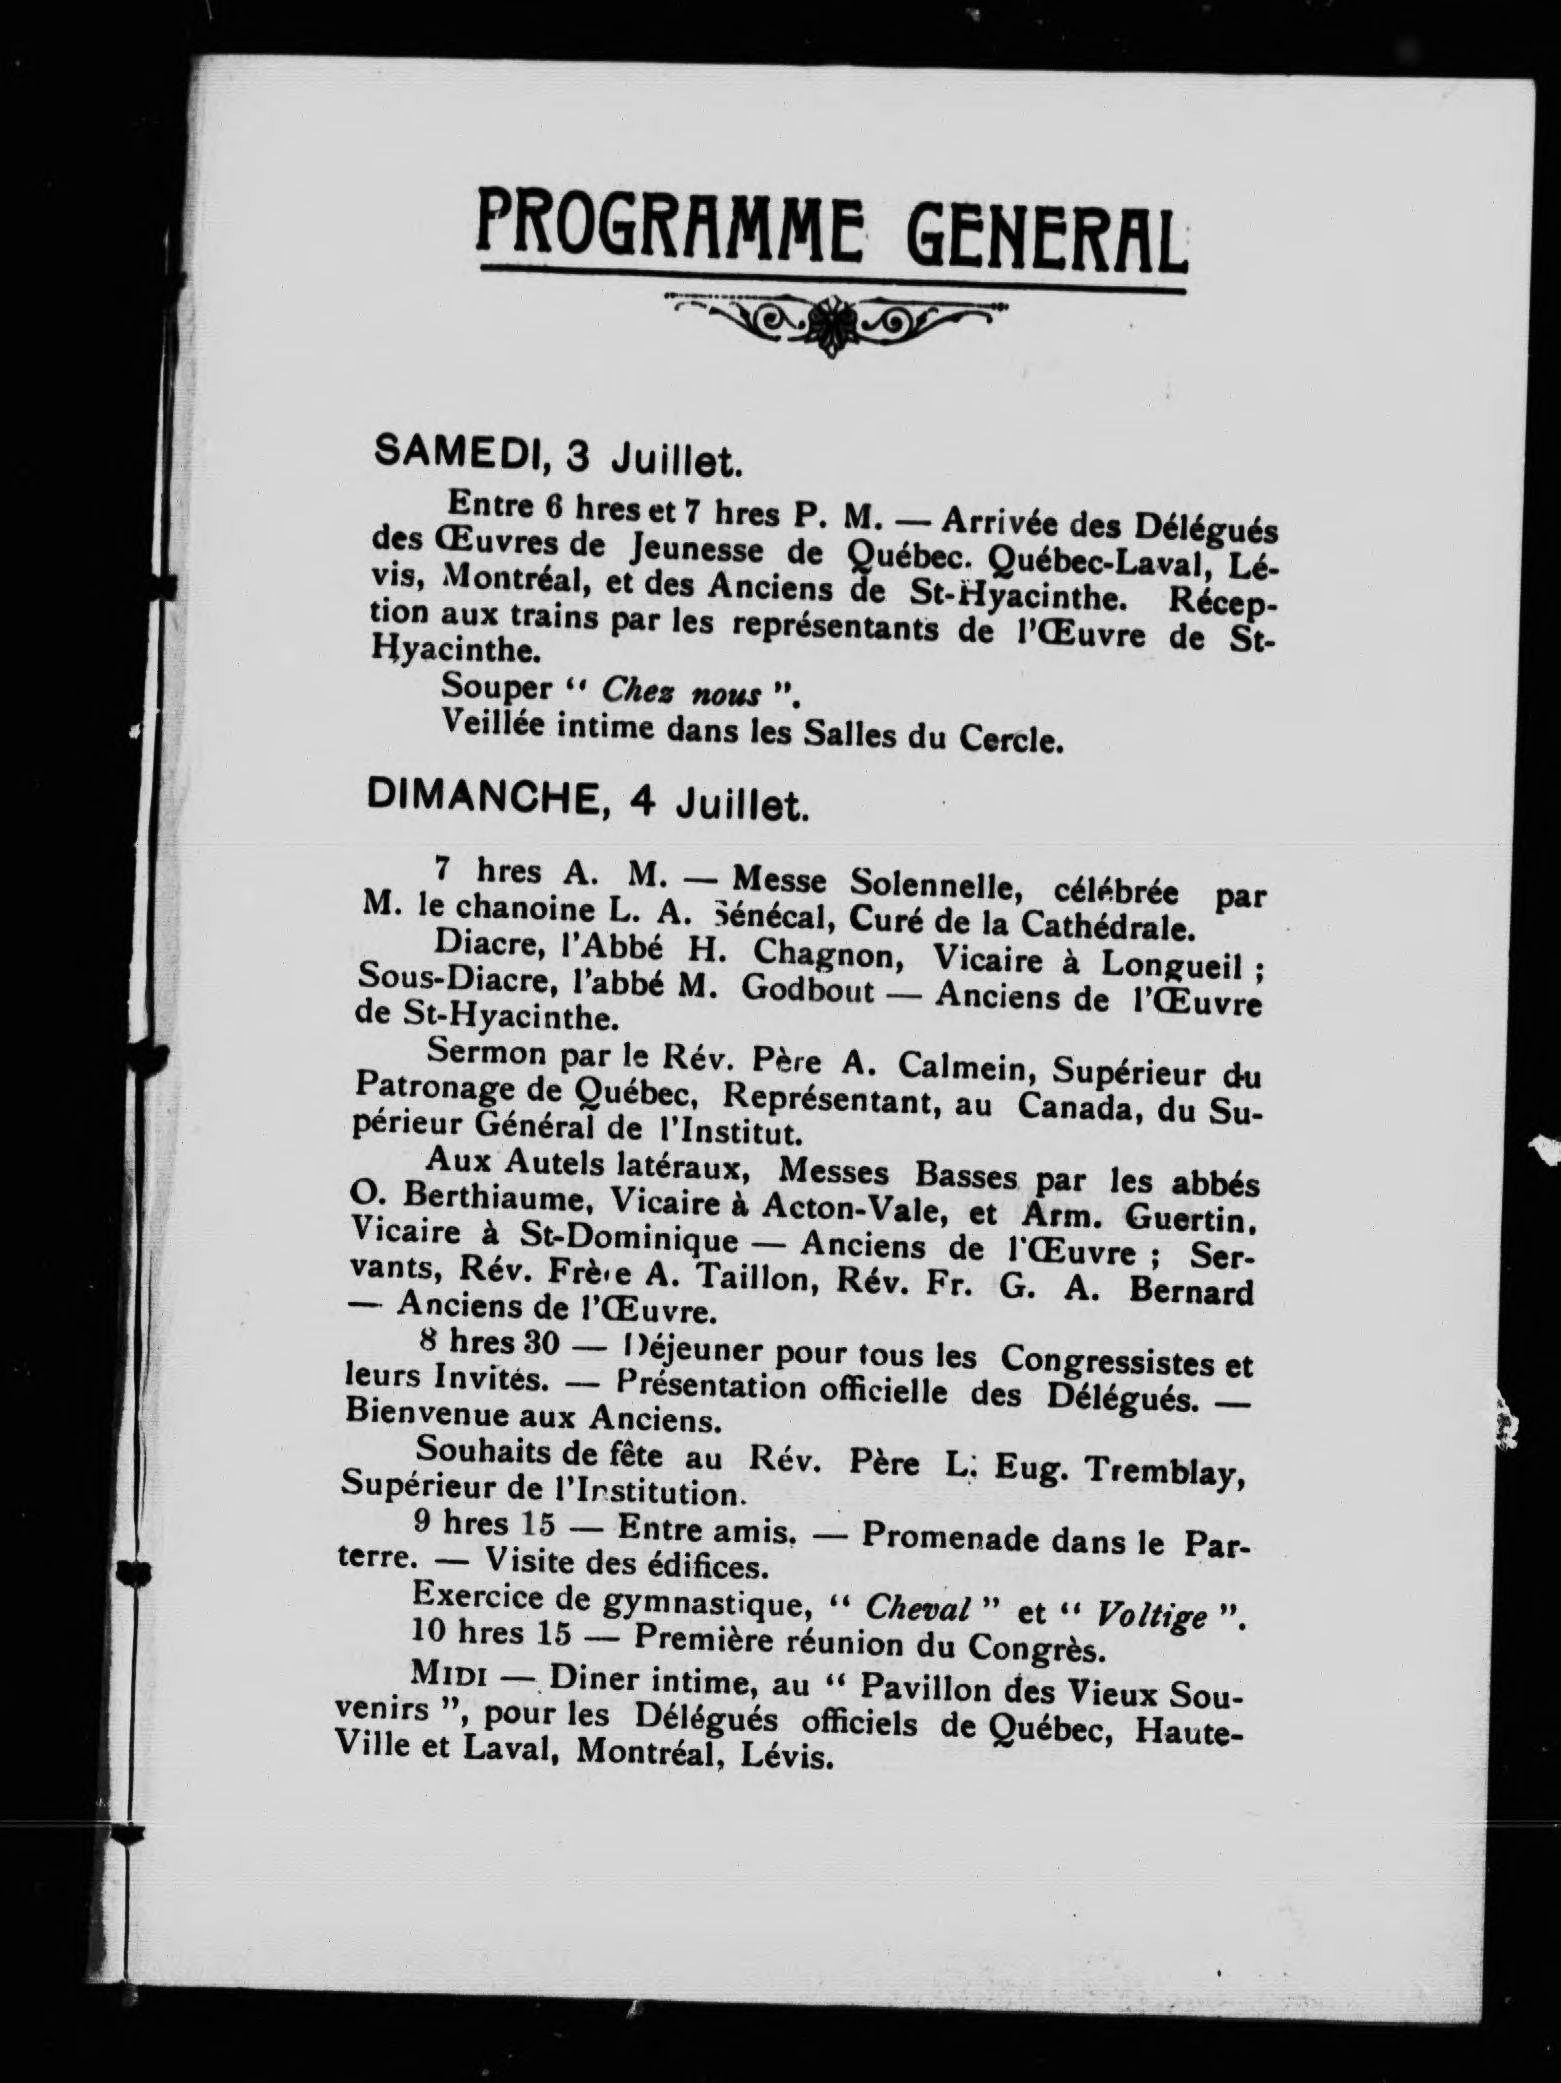 PROGRAMME GENERAL
SAMEDI, 3 Juillet.
Entre 6 hres et 7 hres P. M. — Arrivée des Délégués
des Œuvres de Jeunesse de Québec. Québec-Laval, Lé-
vis, Montréal, et des Anciens de St-Hyacinthe. Récep-
tion aux trains par les représentants de l'Œuvre de St-
Hyacinthe.
Souper “ Chez nous ”.
Veillée intime dans les Salles du Cercle.
DIMANCHE, 4 Juillet.
7 hres A. M. — Messe Solennelle, célébrée par
M. le chanoine L. A. Sénécal, Curé de la Cathédrale.
Diacre, l'Abbé H. Chagnon, Vicaire à Longueil ;
Sous-Diacre, l'abbé M. Godbout — Anciens de l'Œuvre
de St-Hyacinthe.
Sermon par le Rév. Père A. Calmein, Supérieur du
Patronage de Québec, Représentant, au Canada, du Su-
périeur Général de l'Institut.
Aux Autels latéraux, Messes Basses par les abbés
O. Berthiaume, Vicaire à Acton-Vale, et Arm. Guertin,
Vicaire à St-Dominique — Anciens de l'Œuvre ; Ser-
vants, Rév. Frère A. Taillon, Rév. Fr. G. A. Bernard
— Anciens de l'Œuvre.
8 hres 30 — Déjeuner pour tous les Congressistes et
leurs Invités. — Présentation officielle des Délégués. —
Bienvenue aux Anciens.
Souhaits de fête au Rév. Père L. Eug. Tremblay,
Supérieur de l'Institution.
9 hres 15 — Entre amis. — Promenade dans le Par-
terre. — Visite des édifices.
Exercice de gymnastique, “ Cheval ” et “ Voltige ”.
10 hres 15 — Première réunion du Congrès.
MIDI — Diner intime, au “ Pavillon des Vieux Sou-
venirs ”, pour les Délégués officiels de Québec, Haute-
Ville et Laval, Montréal, Lévis.